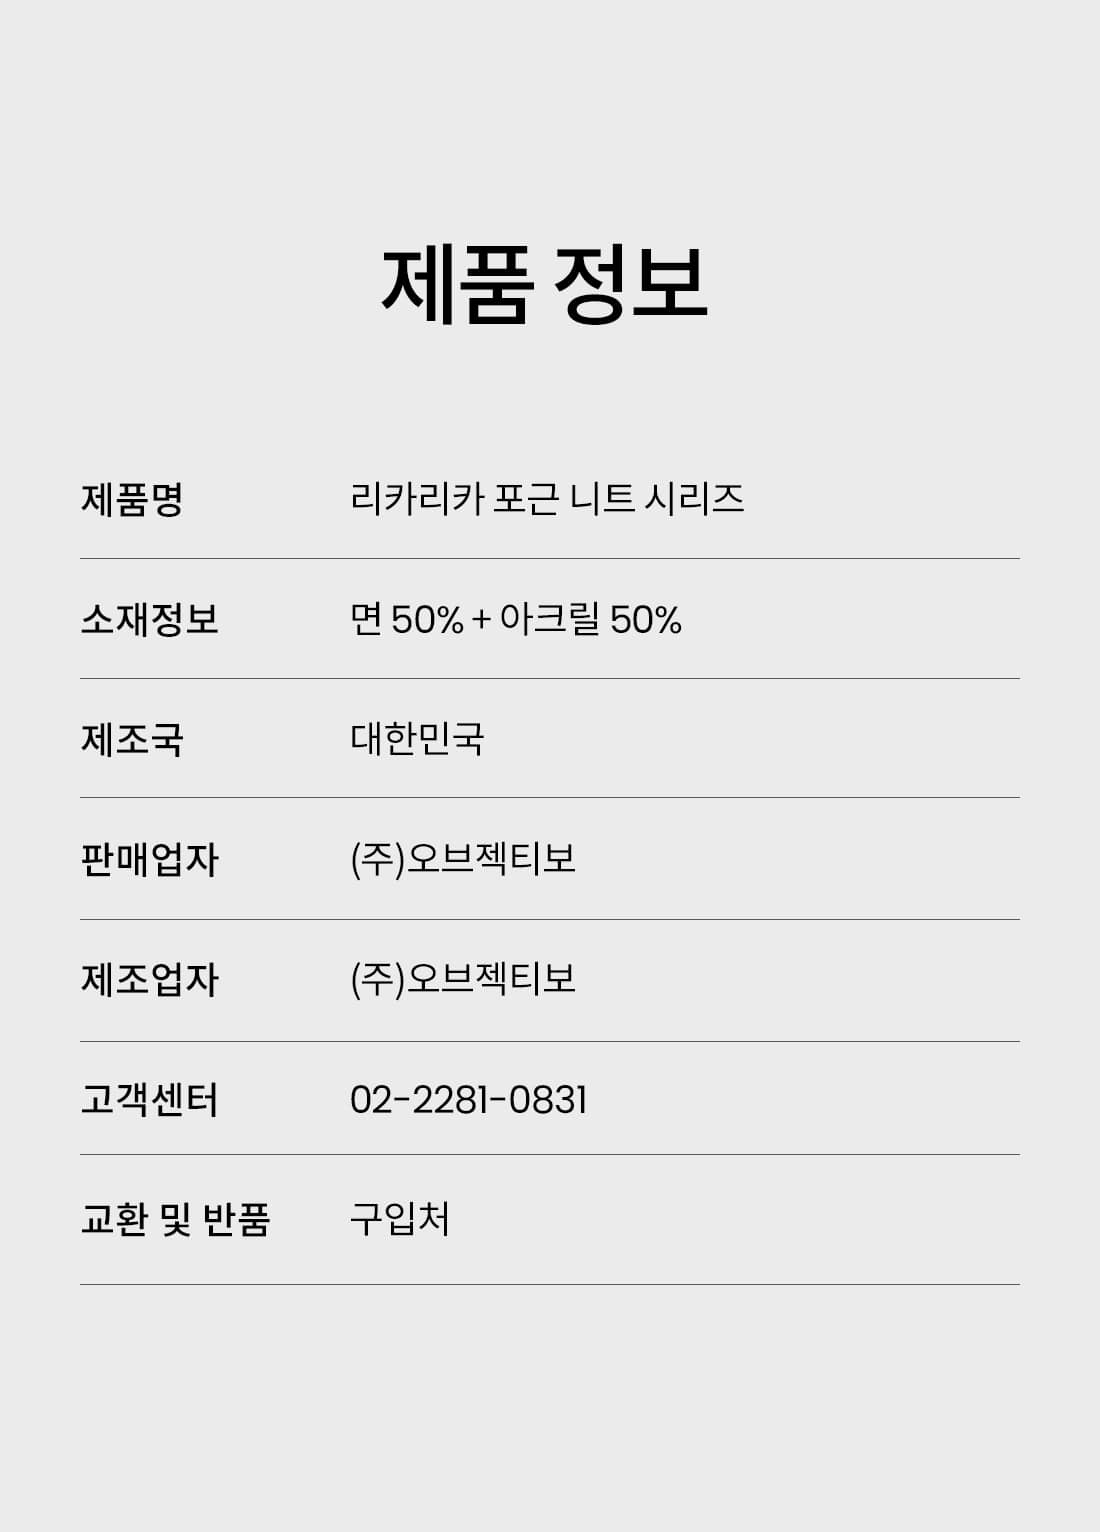 제품 정보
제품명 리카리카 포근 니트 시리즈
소재정보 면 50% + 아크릴 50%
제조국 대한민국
판매업자 (주)오브젝티보
제조업자 (주)오브젝티보
고객센터 02-2281-0831
교환 및 반품 구입처